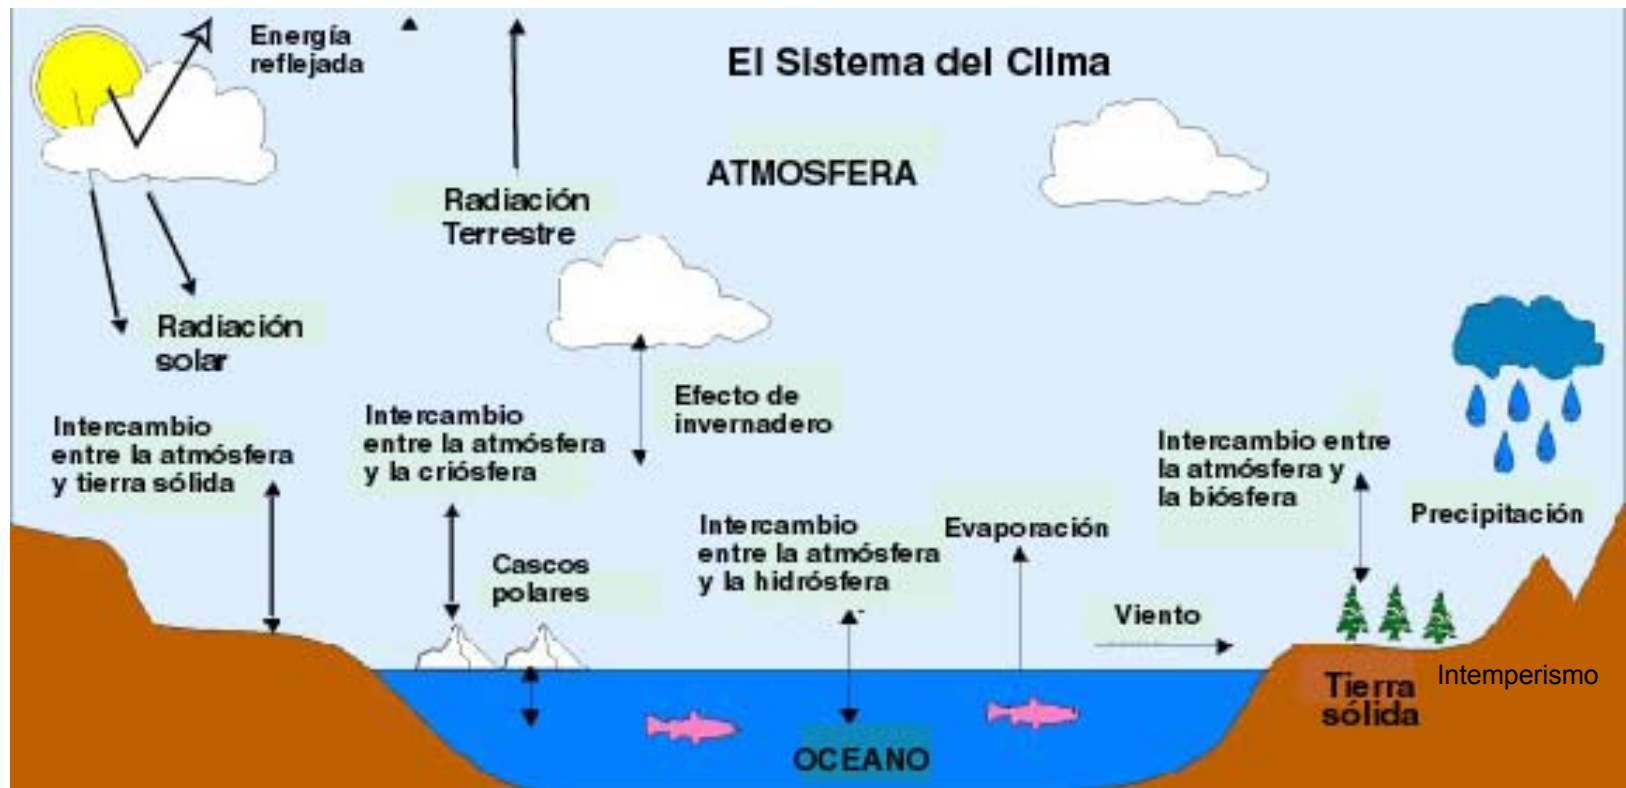 Energía
reflejada
El Sistema del Clima
ATMOSFERA
Radiación
Terrestre
Radiación
solar
Efecto de
invernadero
Intercambio
entre la atmósfera
y tierra sólida
Intercambio
entre la atmósfera
y la criósfera
Intercambio entre
la atmósfera y
la biósfera
Precipitación
Intercambio
entre la atmósfera
y la hidrósfera
Evaporación
Cascos
polares
Viento
Intemperismo
Tierra
sólida
OCEANO